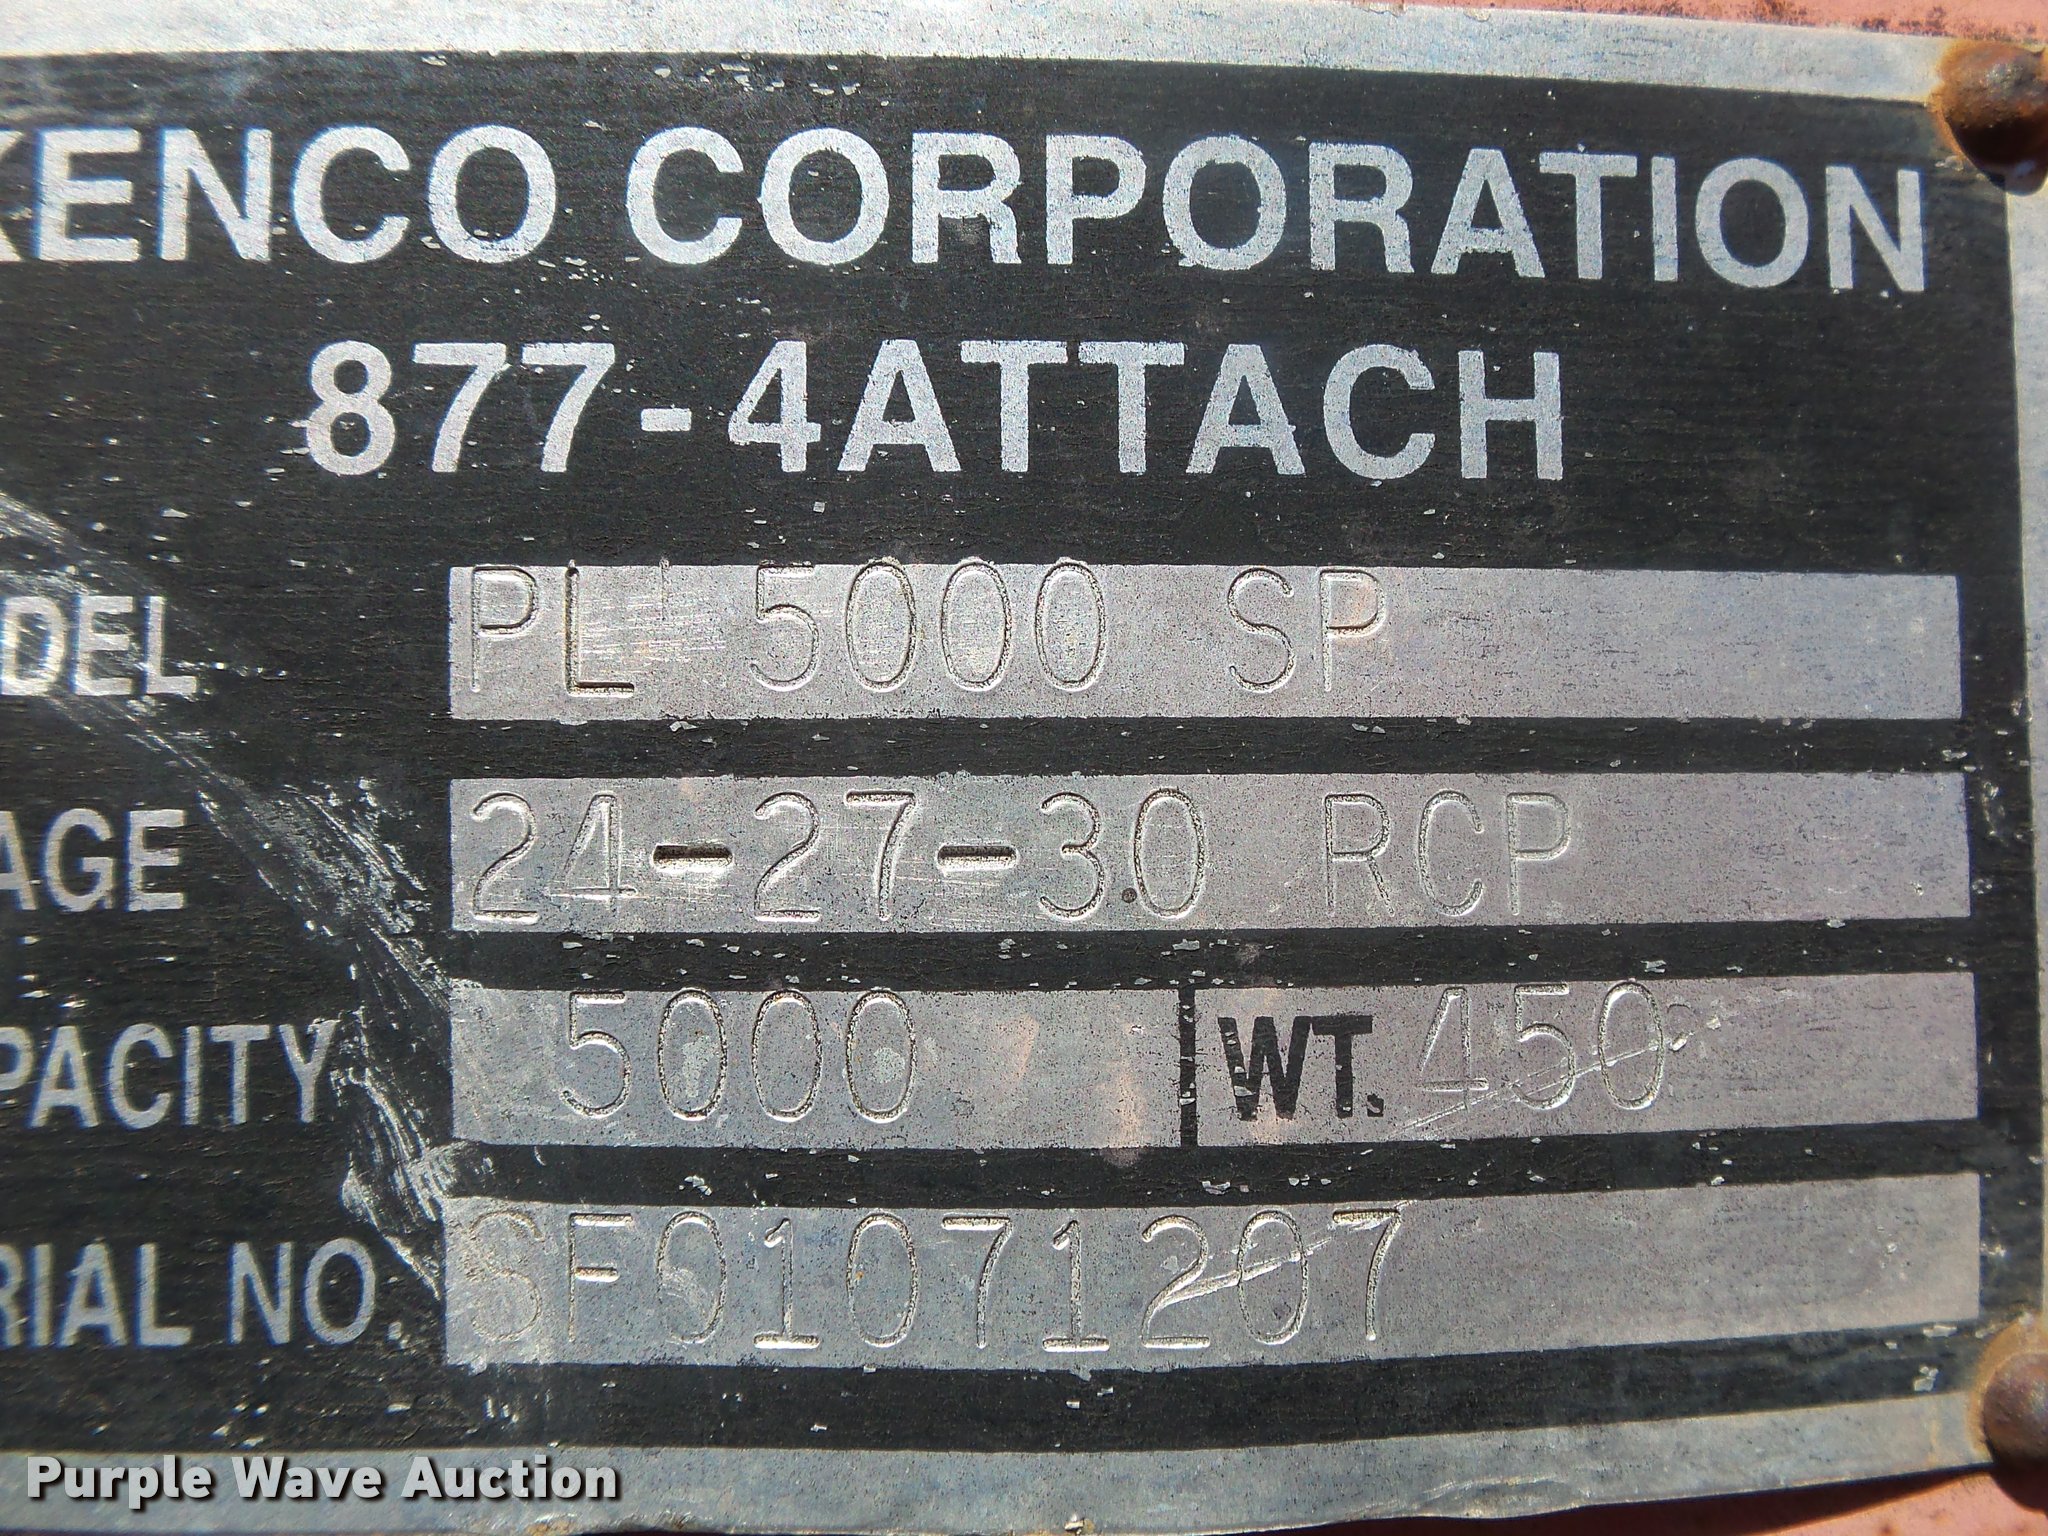 KENCO CORPORATION
877-4ATTACH
DEL PL 5000 SP
AGE 24-27-30 RCP
PACITY 5000 WT. 450
RIAL NO. SF01071207
Purple Wave Auction